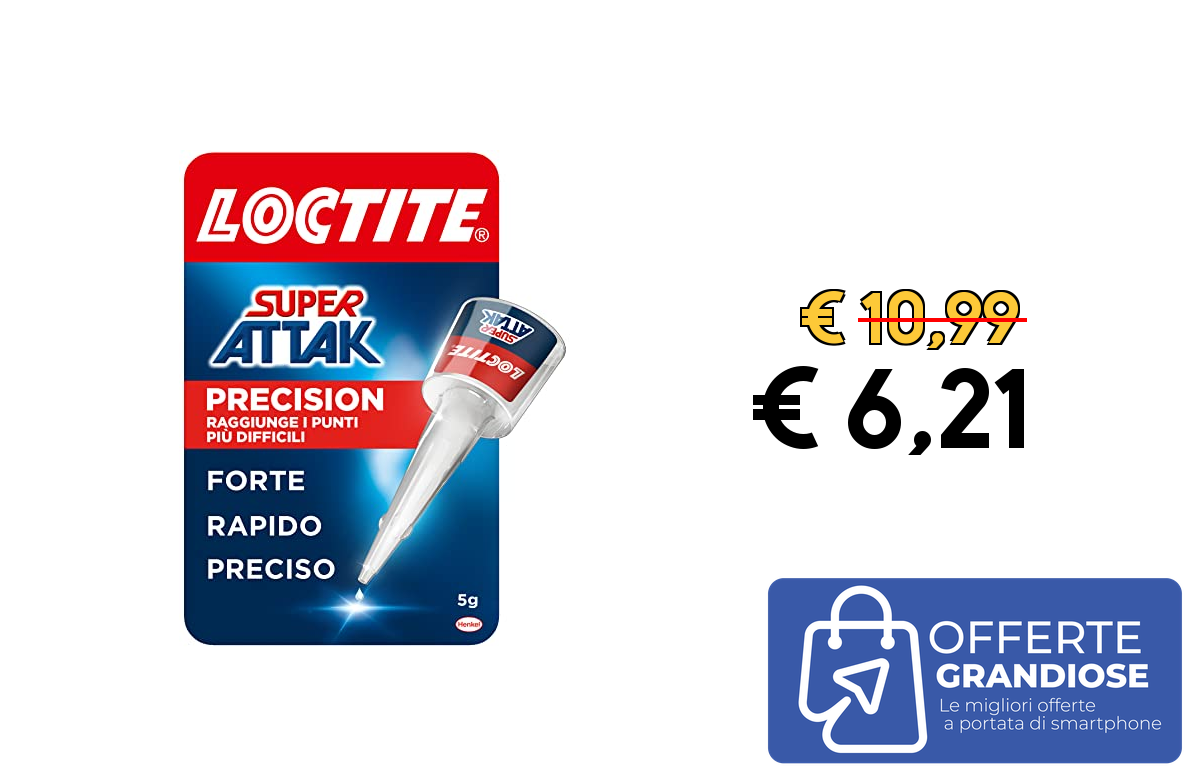 LOCTITE®
SUPER
ATTAK
PRECISION
RAGGIUNGE I PUNTI
PIÙ DIFFICILI
FORTE
RAPIDO
PRECISO
5g
Henkel
SUPER
ATTAK
LOCTITE
€ 10,99
€ 6,21
OFFERTE
GRANDIOSE
Le migliori offerte
a portata di smartphone